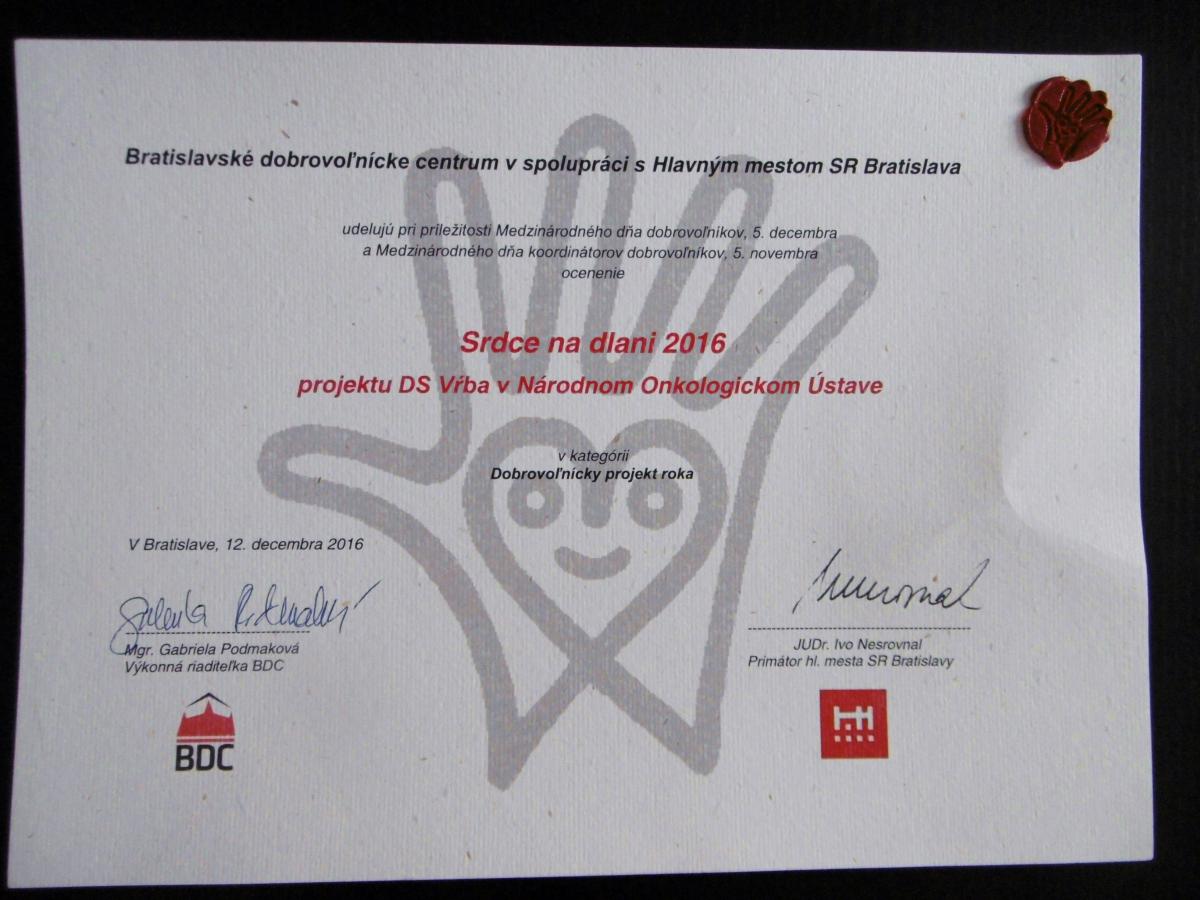 Bratislavské dobrovoľnícke centrum v spolupráci s Hlavným mestom SR Bratislava
udelujú pri príležitosti Medzinárodného dňa dobrovoľníkov, 5. decembra
a Medzinárodného dňa koordinátorov dobrovoľníkov, 5. novembra
ocenenie
Srdce na dlani 2016
projektu DS Vŕba v Národnom Onkologickom Ústave
v kategórii
Dobrovoľnícky projekt roka
V Bratislave, 12. decembra 2016
Mgr. Gabriela Podmaková
Výkonná riaditeľka BDC
BDC
JUDr. Ivo Nesrovnal
Primátor hl. mesta SR Bratislavy